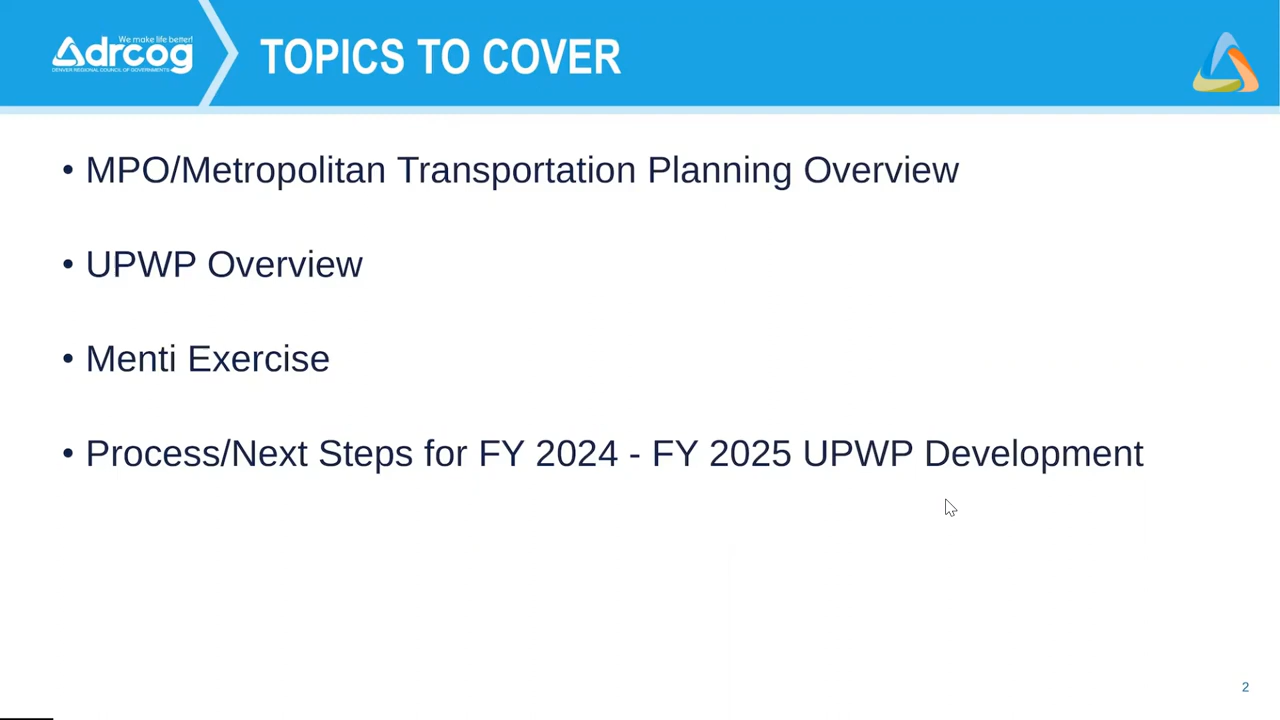 We make life better!
drcog
DENVER REGIONAL COUNCIL OF GOVERNMENTS
TOPICS TO COVER
• MPO/Metropolitan Transportation Planning Overview
• UPWP Overview
• Menti Exercise
• Process/Next Steps for FY 2024 - FY 2025 UPWP Development
2